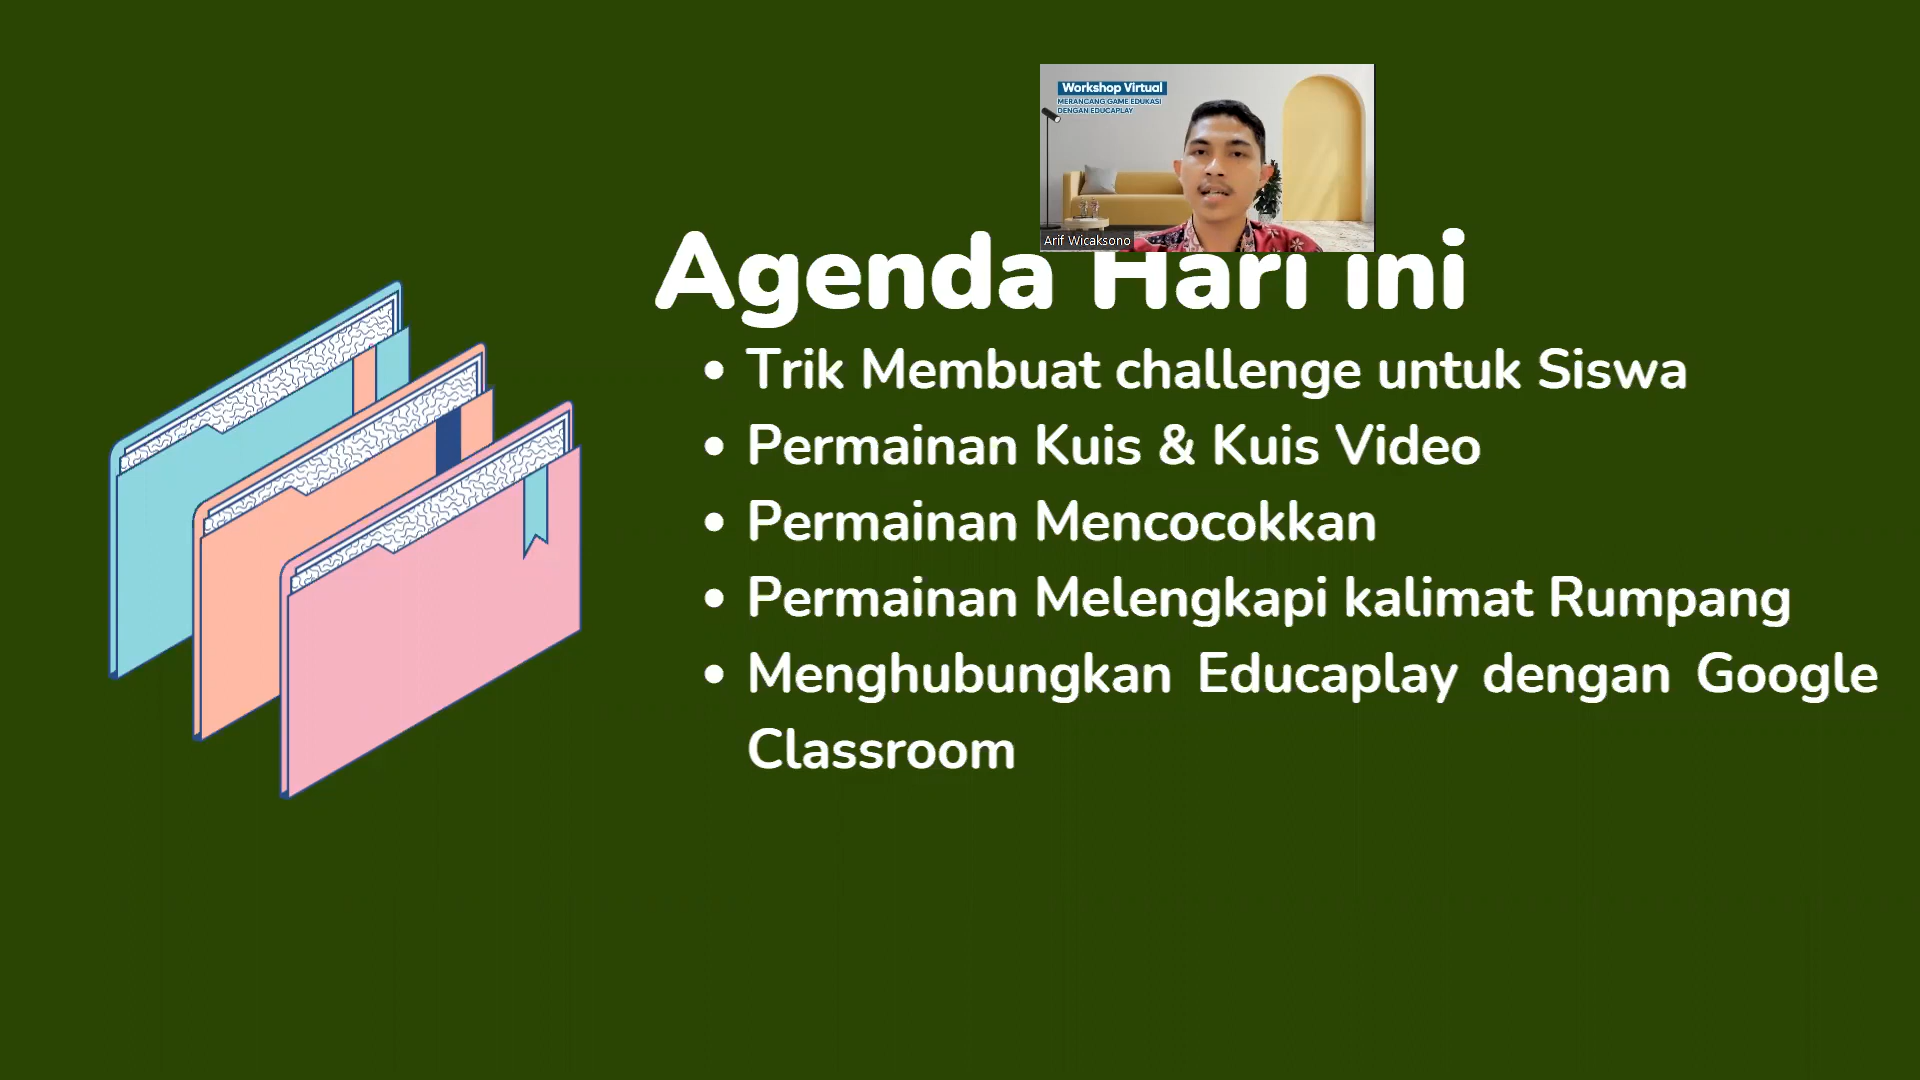 Workshop Virtual
MERANCANG GAME EDUKASI
DENGAN EDUCAPLAY
Arif Wicaksono
Agenda Hari ini
• Trik Membuat challenge untuk Siswa
• Permainan Kuis & Kuis Video
• Permainan Mencocokkan
• Permainan Melengkapi kalimat Rumpang
• Menghubungkan Educaplay dengan Google
Classroom